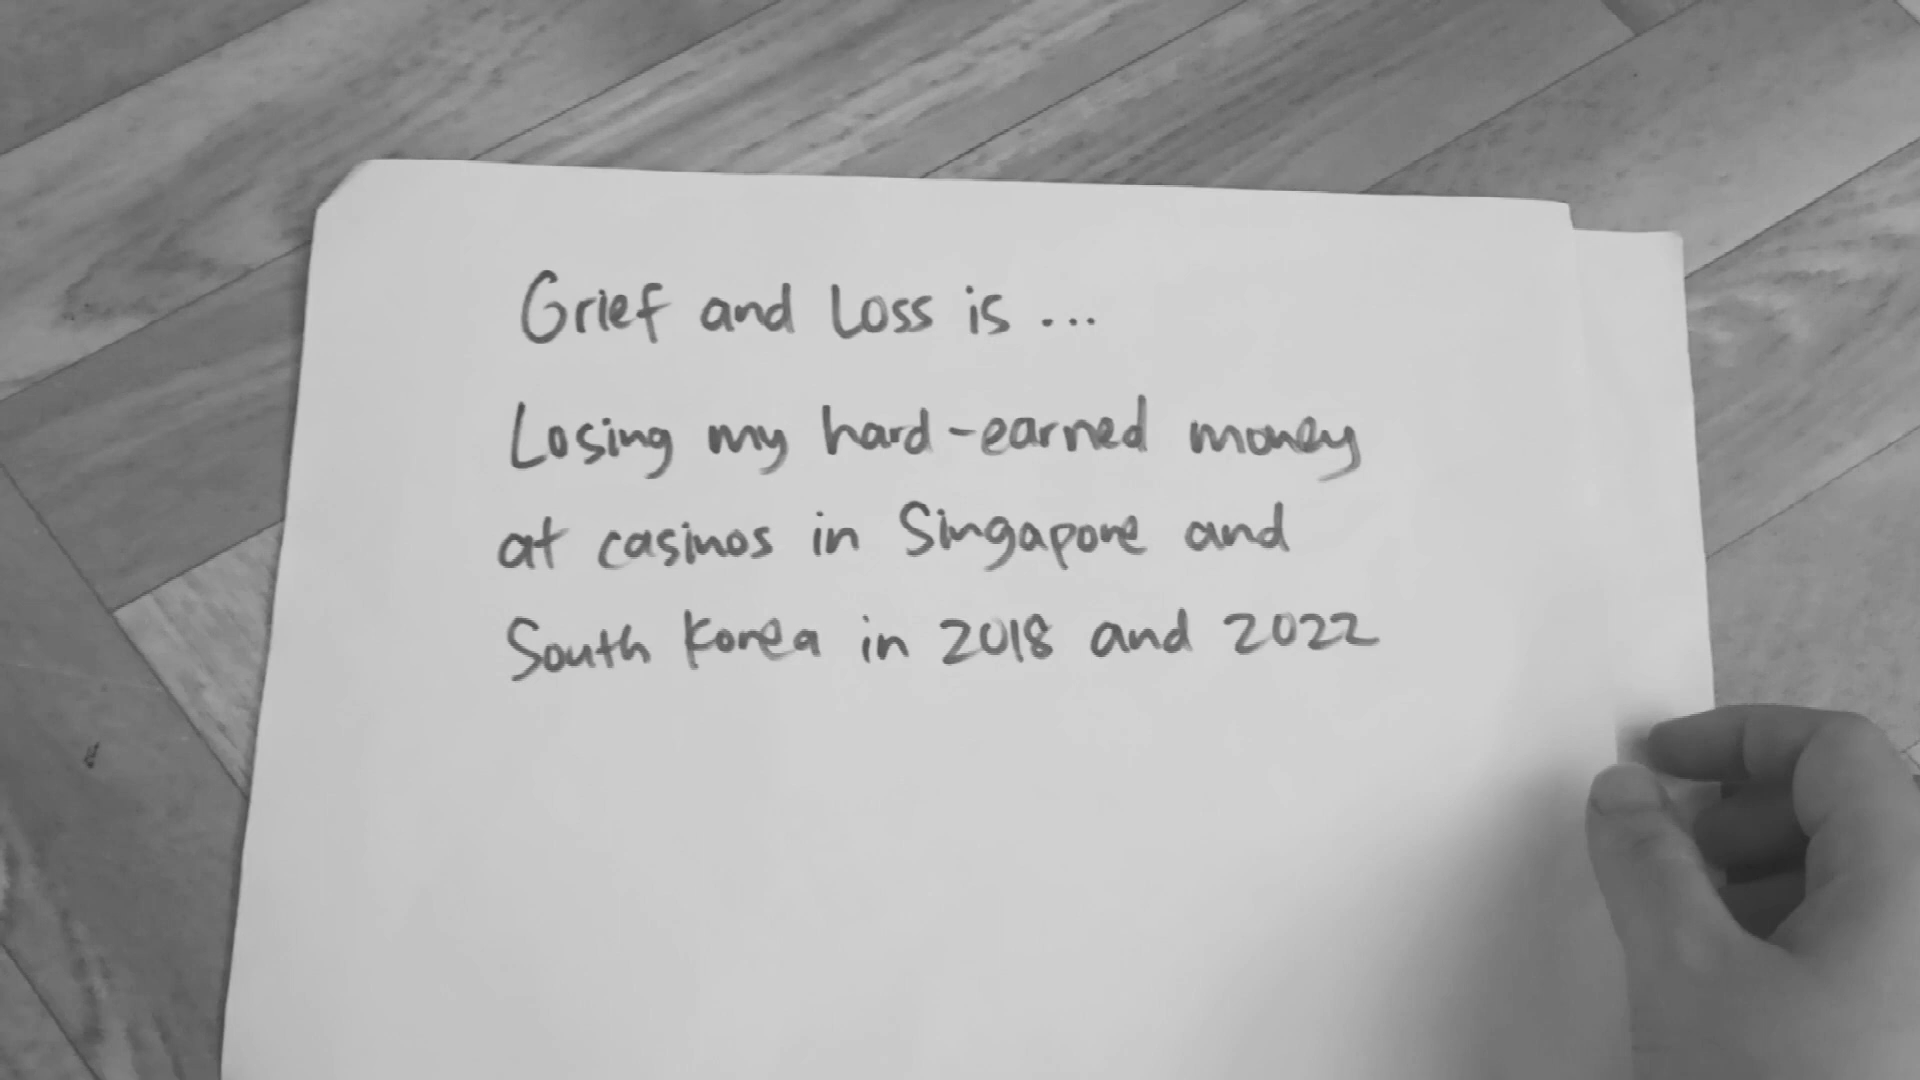 Grief and Loss is ...
Losing my hard-earned money
at casinos in Singapore and
South Korea in 2018 and 2022